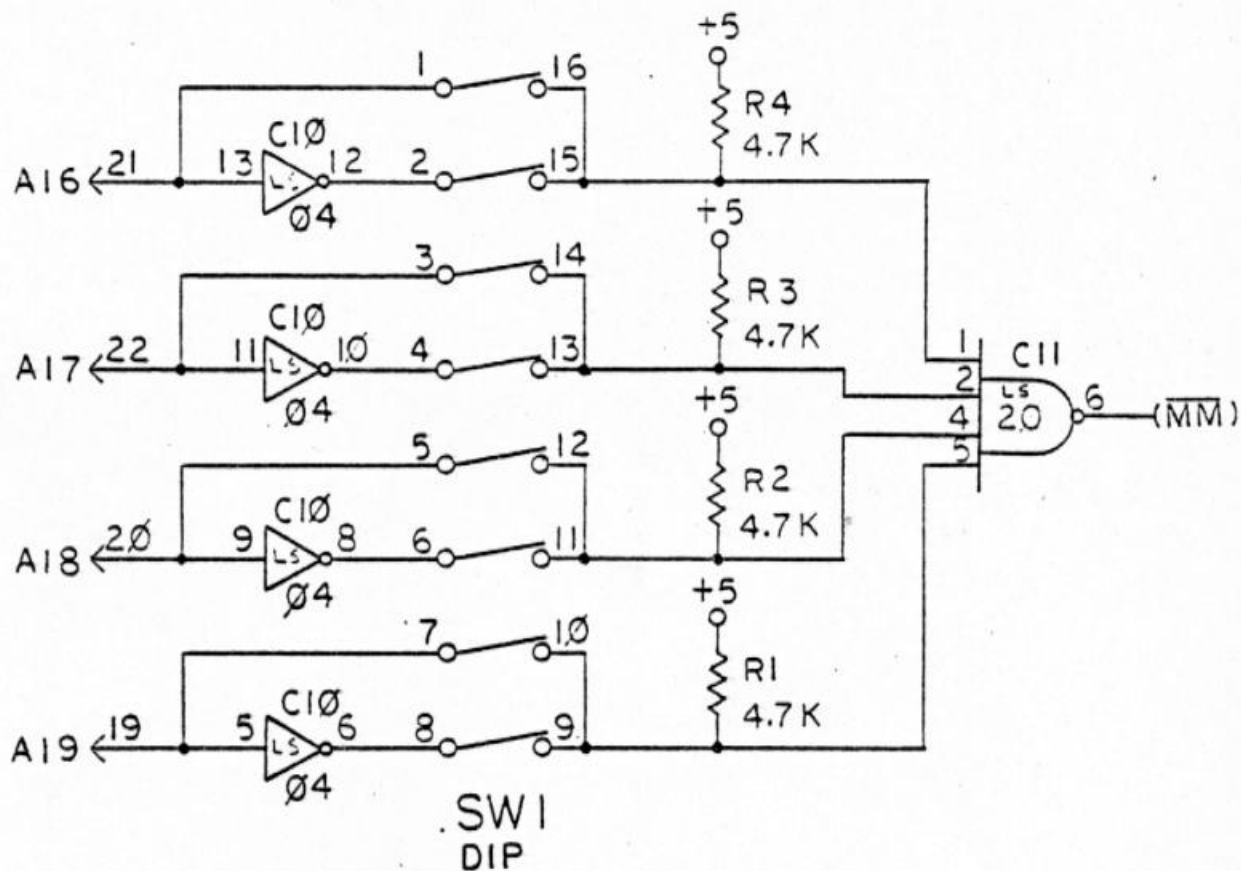 +5
1 16
R4
4.7K
C1Ø
A16 21 13 LS 12 2 15
Ø4
+5
3 14
R3
4.7K
C1Ø
A17 22 11 LS 1Ø 4 13
Ø4
1
2
4
5
C11
LS
20
6 (MM)
+5
5 12
R2
4.7K
C1Ø
A18 2Ø 9 LS 8 6 11
Ø4
+5
7 1Ø
R1
4.7K
C1Ø
A19 19 5 LS 6 8 9
Ø4
SW1
DIP